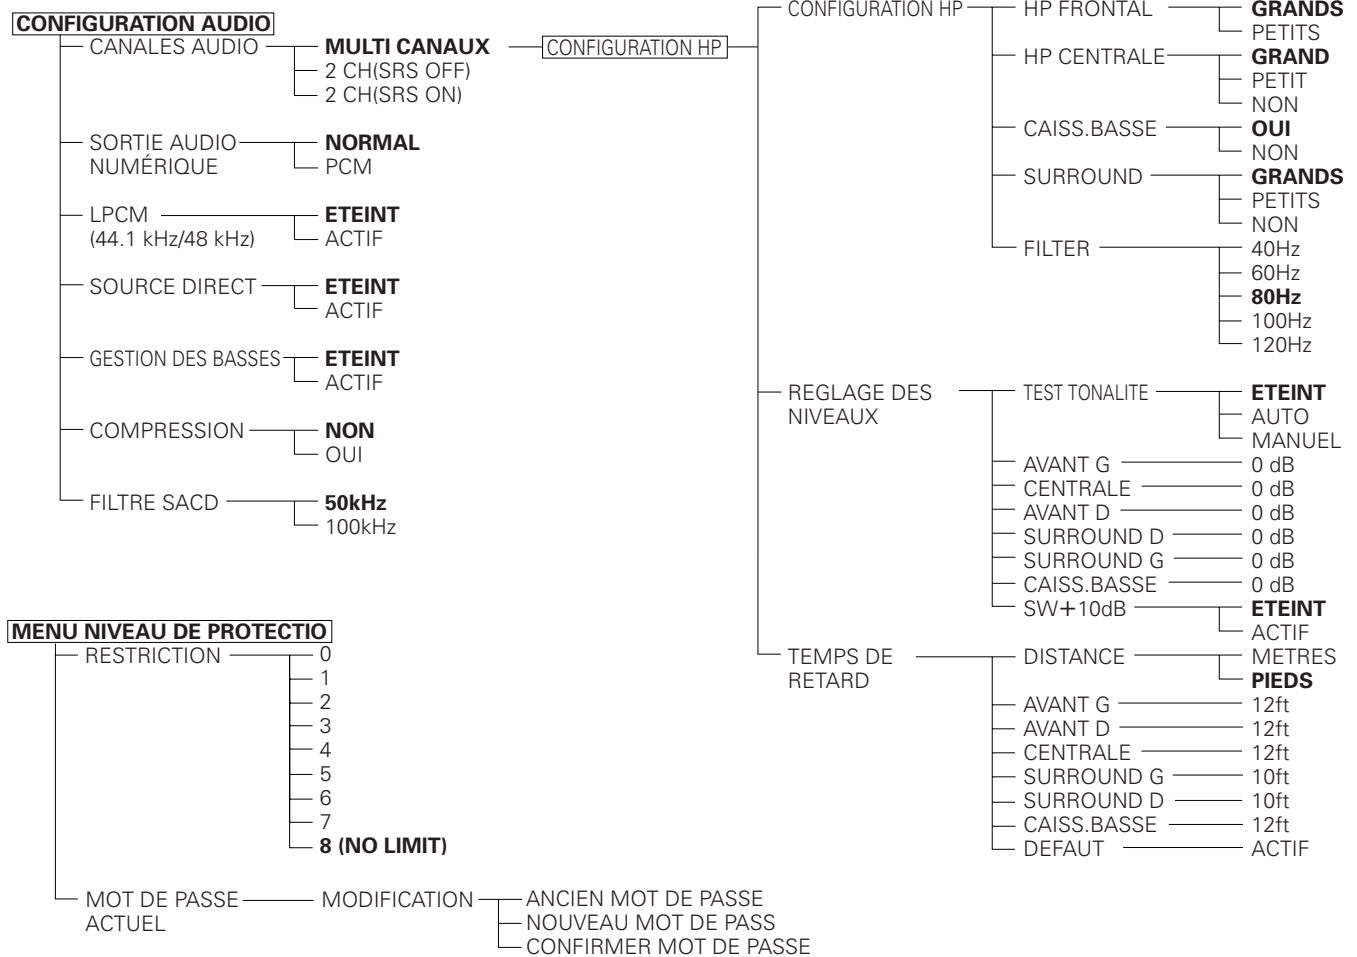 CONFIGURATION AUDIO
CANALES AUDIO
MULTI CANAUX
2 CH(SRS OFF)
2 CH(SRS ON)
SORTIE AUDIO
NUMÉRIQUE
NORMAL
PCM
LPCM
(44.1 kHz/48 kHz)
ETEINT
ACTIF
SOURCE DIRECT
ETEINT
ACTIF
GESTION DES BASSES
ETEINT
ACTIF
COMPRESSION
NON
OUI
FILTRE SACD
50kHz
100kHz
CONFIGURATION HP
CONFIGURATION HP
HP FRONTAL
GRANDS
PETITS
HP CENTRALE
GRAND
PETIT
NON
CAISS.BASSE
OUI
NON
SURROUND
GRANDS
PETITS
NON
FILTER
40Hz
60Hz
80Hz
100Hz
120Hz
REGLAGE DES
NIVEAUX
TEST TONALITE
ETEINT
AUTO
MANUEL
AVANT G
0 dB
CENTRALE
0 dB
AVANT D
0 dB
SURROUND D
0 dB
SURROUND G
0 dB
CAISS.BASSE
0 dB
SW+10dB
ETEINT
ACTIF
TEMPS DE
RETARD
DISTANCE
METRES
PIEDS
AVANT G
12ft
AVANT D
12ft
CENTRALE
12ft
SURROUND G
10ft
SURROUND D
10ft
CAISS.BASSE
12ft
DEFAUT
ACTIF
MENU NIVEAU DE PROTECTIO
RESTRICTION
0
1
2
3
4
5
6
7
8 (NO LIMIT)
MOT DE PASSE
ACTUEL
MODIFICATION
ANCIEN MOT DE PASSE
NOUVEAU MOT DE PASS
CONFIRMER MOT DE PASSE